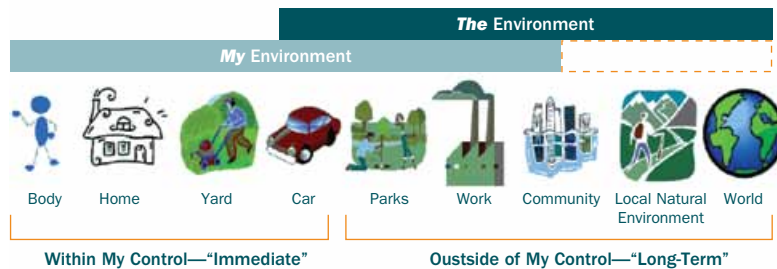 The Environment
My Environment
Body Home Yard Car Parks Work Community Local Natural World
Environment
Within My Control—“Immediate” Oustside of My Control—“Long-Term”